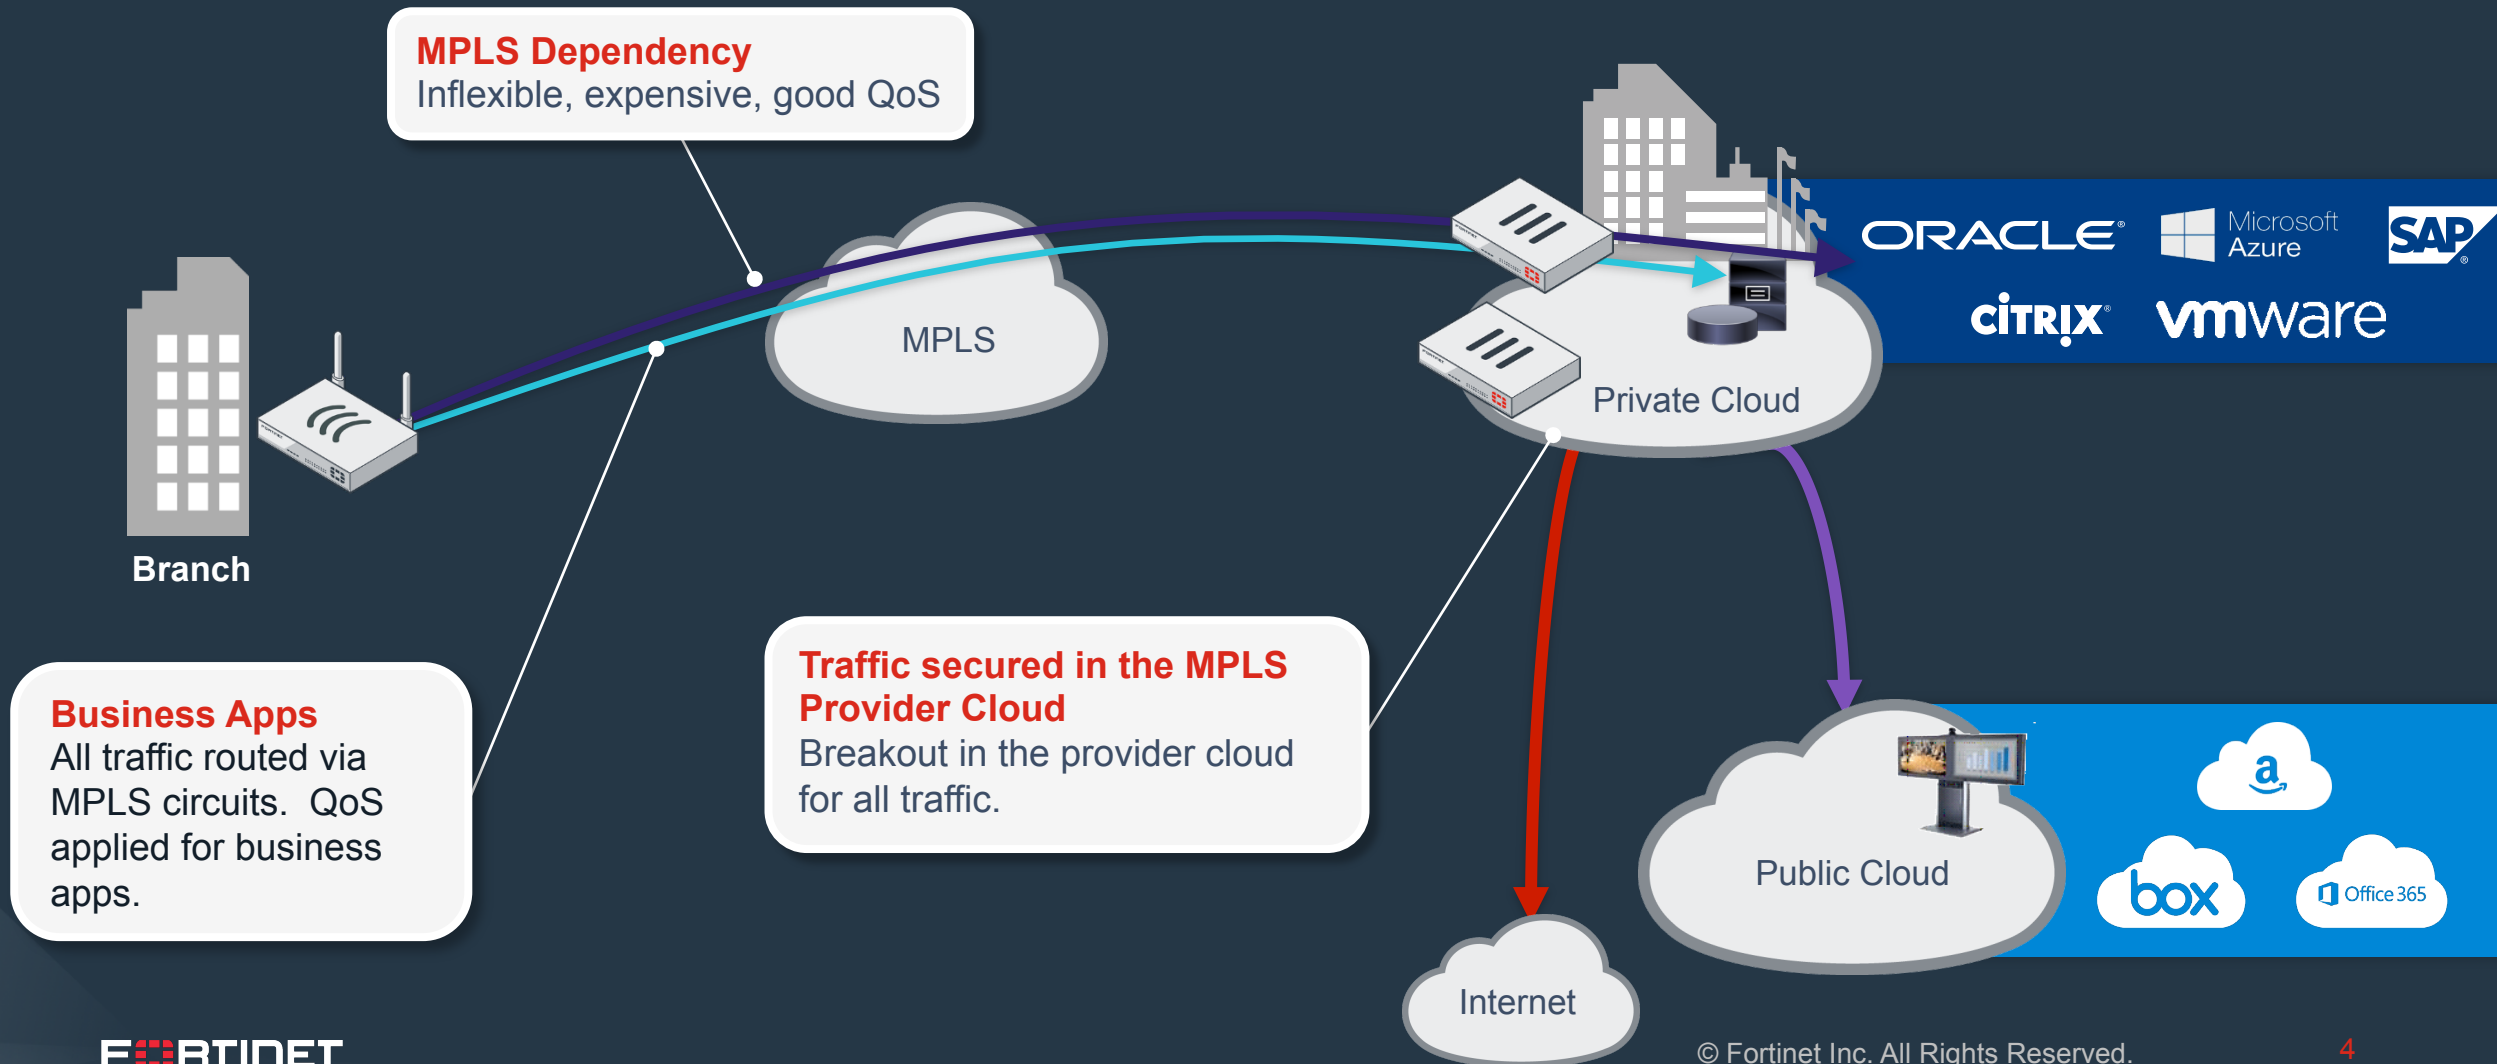 MPLS Dependency
Inflexible, expensive, good QoS
ORACLE®
Microsoft
Azure
SAP®
CITRIX®
vmware
MPLS
Private Cloud
Branch
Business Apps
All traffic routed via
MPLS circuits.  QoS
applied for business
apps.
Traffic secured in the MPLS
Provider Cloud
Breakout in the provider cloud
for all traffic.
Public Cloud
a
box
Office 365
Internet
FORTINET
© Fortinet Inc. All Rights Reserved.
4